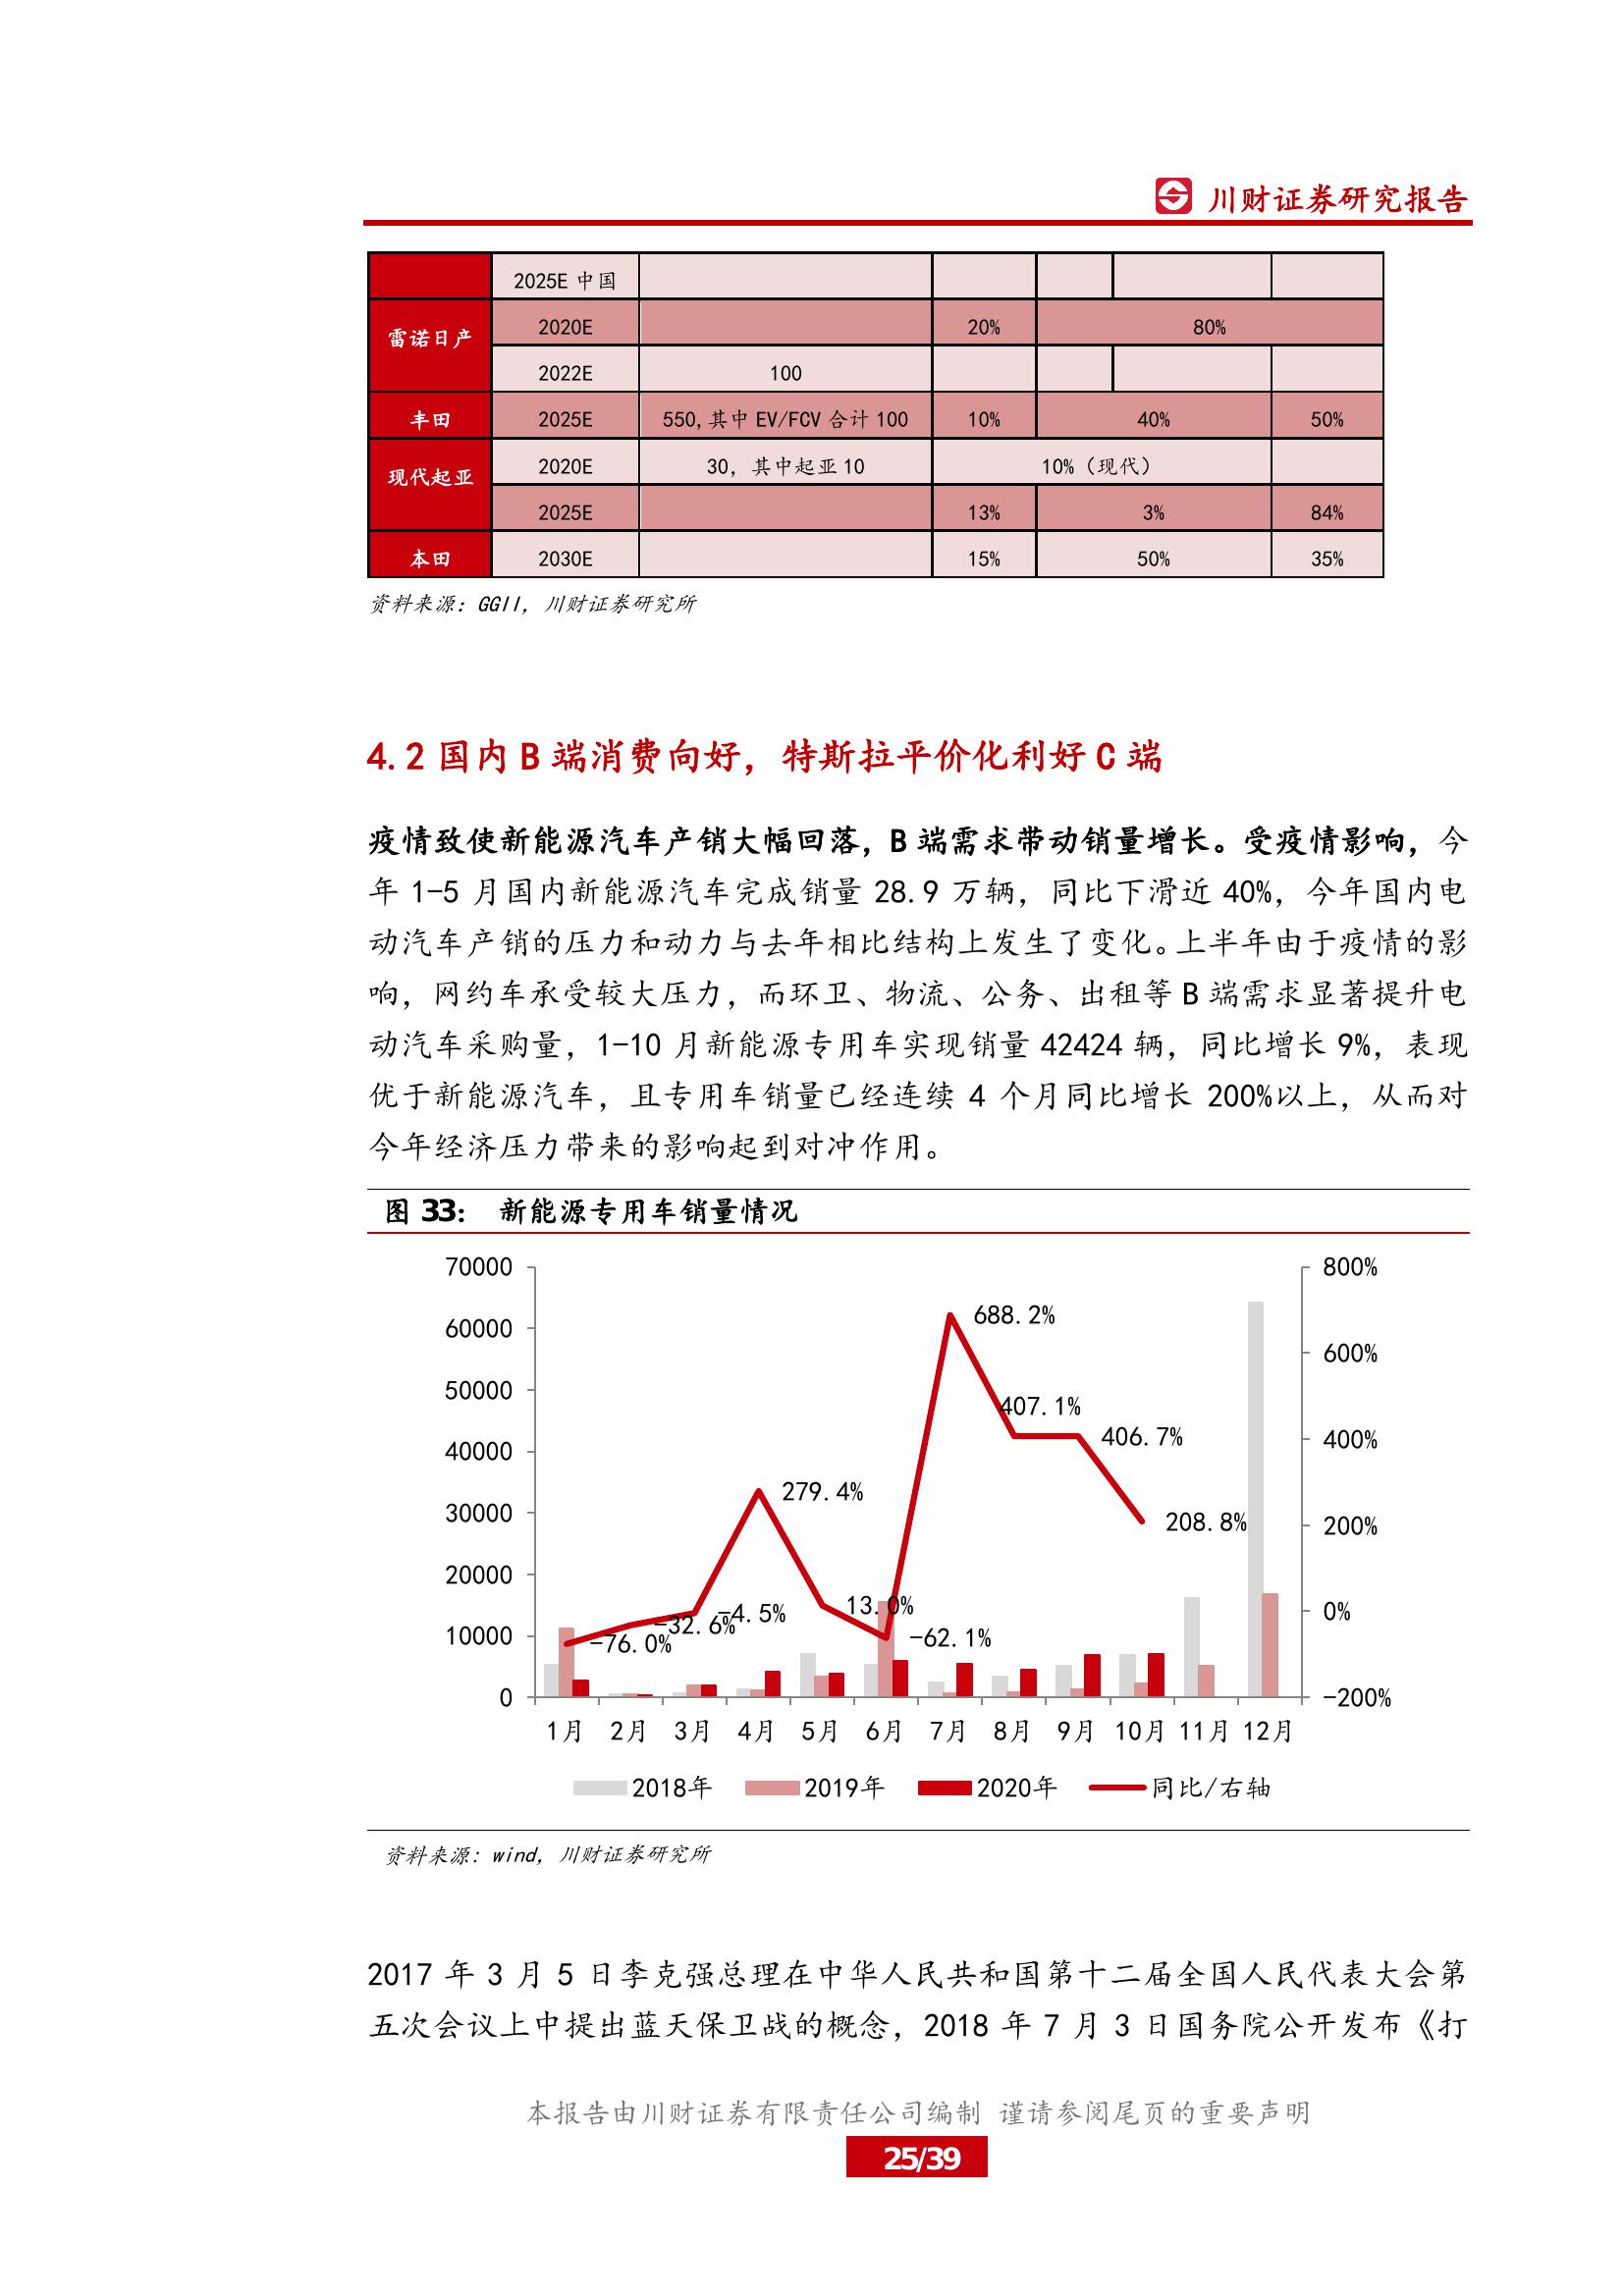 川财证券研究报告
2025E 中国
雷诺日产
2020E 20% 80%
2022E 100
丰田 2025E 550,其中 EV/FCV 合计 100 10% 40% 50%
现代起亚
2020E 30，其中起亚 10 10%（现代）
2025E 13% 3% 84%
本田 2030E 15% 50% 35%
资料来源：GGII，川财证券研究所
4.2 国内 B 端消费向好，特斯拉平价化利好 C 端
疫情致使新能源汽车产销大幅回落，B 端需求带动销量增长。受疫情影响，今
年 1-5 月国内新能源汽车完成销量 28.9 万辆，同比下滑近 40%，今年国内电
动汽车产销的压力和动力与去年相比结构上发生了变化。上半年由于疫情的影
响，网约车承受较大压力，而环卫、物流、公务、出租等 B 端需求显著提升电
动汽车采购量，1-10 月新能源专用车实现销量 42424 辆，同比增长 9%，表现
优于新能源汽车，且专用车销量已经连续 4 个月同比增长 200%以上，从而对
今年经济压力带来的影响起到对冲作用。
图 33： 新能源专用车销量情况
70000 800%
688.2%
60000 600%
50000
407.1%
406.7%
40000 400%
279.4%
30000 208.8% 200%
20000
13.0%
-4.5% 0%
-32.6%
10000 -76.0% -62.1%
0 -200%
1月 2月 3月 4月 5月 6月 7月 8月 9月 10月 11月 12月
2018年 2019年 2020年 同比/右轴
资料来源：wind，川财证券研究所
2017 年 3 月 5 日李克强总理在中华人民共和国第十二届全国人民代表大会第
五次会议上中提出蓝天保卫战的概念，2018 年 7 月 3 日国务院公开发布《打
本报告由川财证券有限责任公司编制 谨请参阅尾页的重要声明
25/39